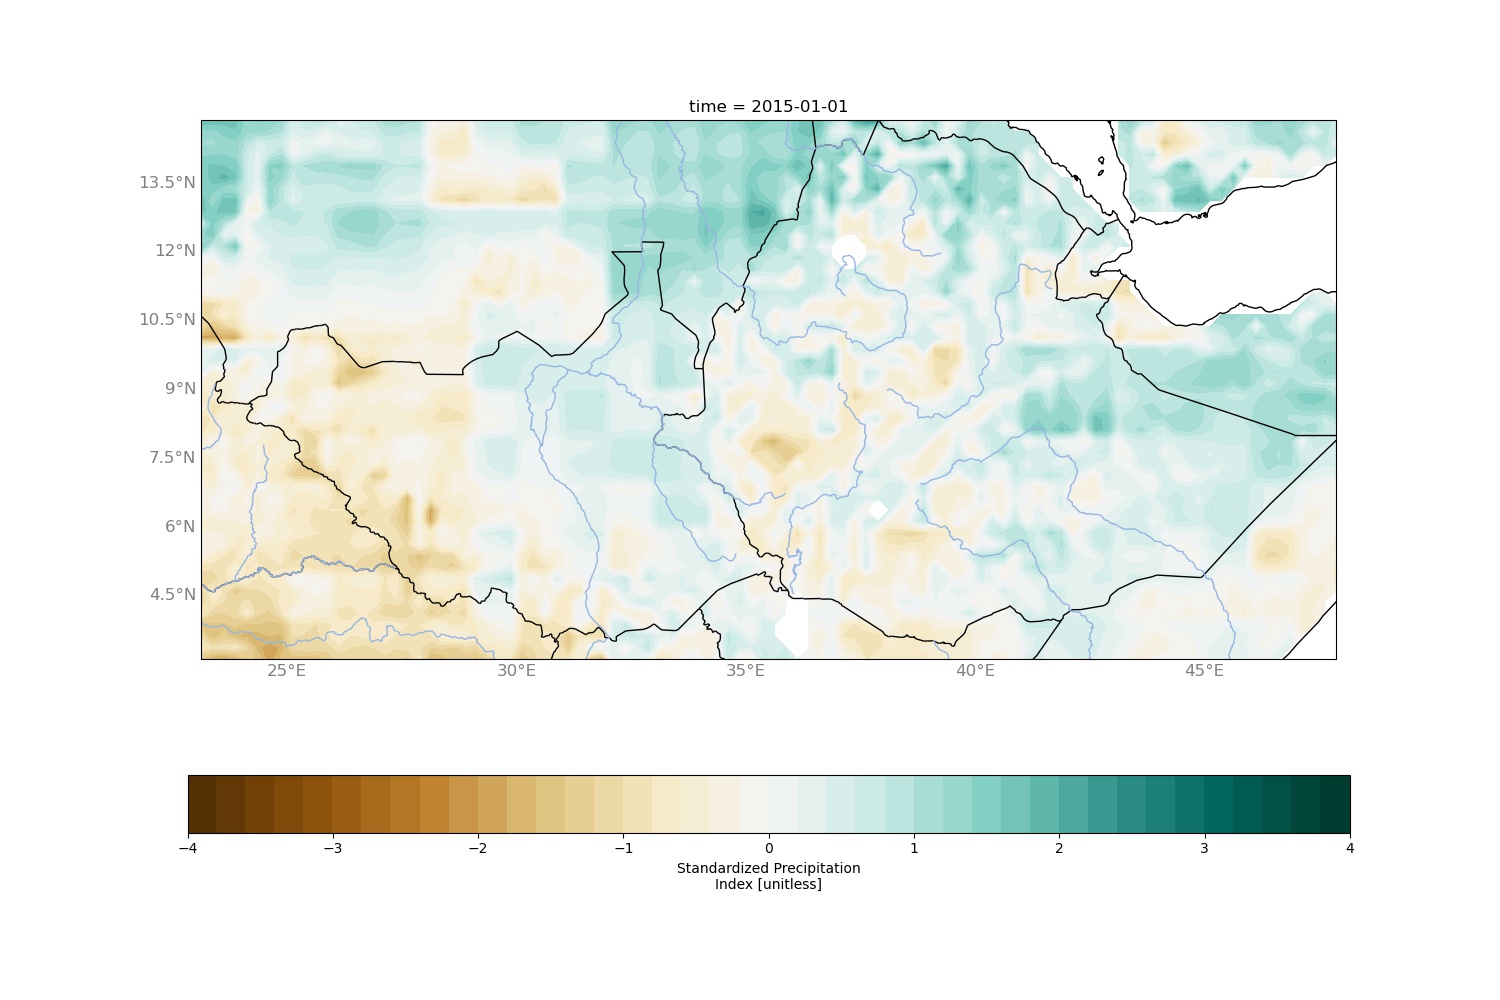 time = 2015-01-01
13.5°N
12°N
10.5°N
9°N
7.5°N
6°N
4.5°N
25°E 30°E 35°E 40°E 45°E
−4 −3 −2 −1 0 1 2 3 4
Standardized Precipitation
Index [unitless]